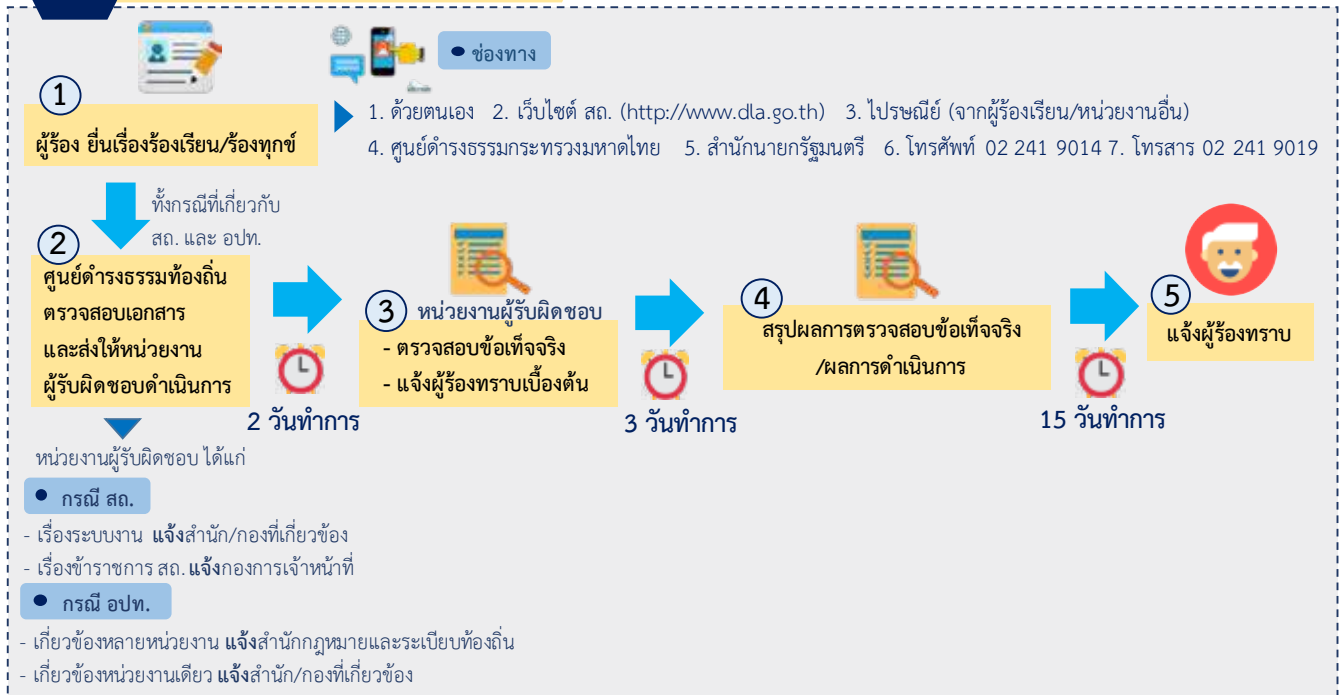 • ช่องทาง
1
ผู้ร้อง ยื่นเรื่องร้องเรียน/ร้องทุกข์
1. ด้วยตนเอง 2. เว็บไซต์ สถ. (http://www.dla.go.th) 3. ไปรษณีย์ (จากผู้ร้องเรียน/หน่วยงานอื่น)
4. ศูนย์ดำรงธรรมกระทรวงมหาดไทย 5. สำนักนายกรัฐมนตรี 6. โทรศัพท์ 02 241 9014 7. โทรสาร 02 241 9019
ทั้งกรณีที่เกี่ยวกับ
สถ. และ อปท.
2
ศูนย์ดำรงธรรมท้องถิ่น
ตรวจสอบเอกสาร
และส่งให้หน่วยงาน
ผู้รับผิดชอบดำเนินการ
2 วันทำการ
3 หน่วยงานผู้รับผิดชอบ
- ตรวจสอบข้อเท็จจริง
- แจ้งผู้ร้องทราบเบื้องต้น
3 วันทำการ
4
สรุปผลการตรวจสอบข้อเท็จจริง
/ผลการดำเนินการ
15 วันทำการ
5
แจ้งผู้ร้องทราบ
หน่วยงานผู้รับผิดชอบ ได้แก่
• กรณี สถ.
- เรื่องระบบงาน แจ้งสำนัก/กองที่เกี่ยวข้อง
- เรื่องข้าราชการ สถ. แจ้งกองการเจ้าหน้าที่
• กรณี อปท.
- เกี่ยวข้องหลายหน่วยงาน แจ้งสำนักกฎหมายและระเบียบท้องถิ่น
- เกี่ยวข้องหน่วยงานเดียว แจ้งสำนัก/กองที่เกี่ยวข้อง